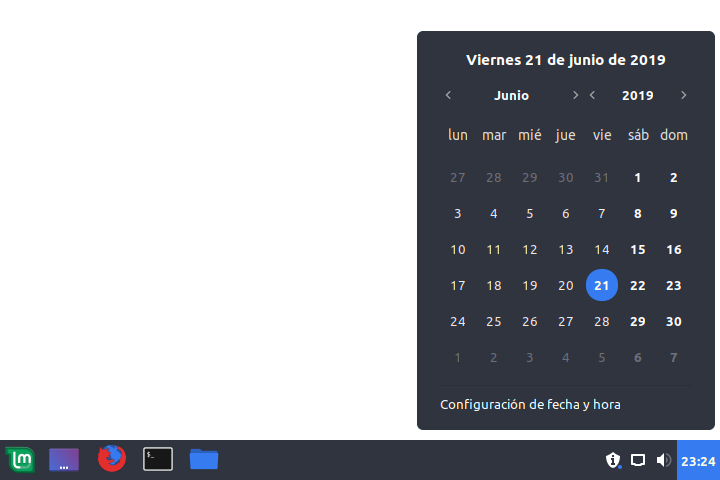 Viernes 21 de junio de 2019
Junio 2019
lun mar mié jue vie sáb dom
27 28 29 30 31 1 2
3 4 5 6 7 8 9
10 11 12 13 14 15 16
17 18 19 20 21 22 23
24 25 26 27 28 29 30
1 2 3 4 5 6 7
Configuración de fecha y hora
lm ... $_ 23:24